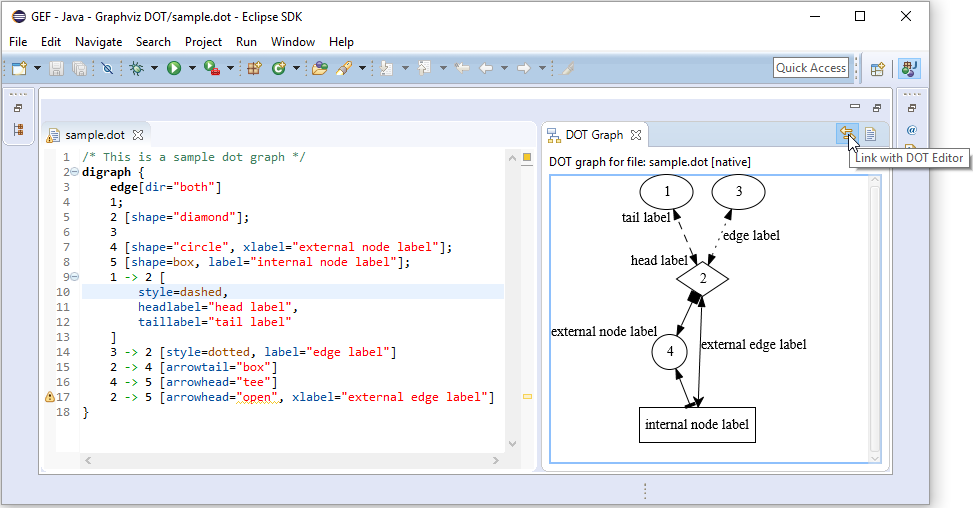 GEF - Java - Graphviz DOT/sample.dot - Eclipse SDK
File Edit Navigate Search Project Run Window Help
Quick Access
sample.dot
1 /* This is a sample dot graph */
2 digraph {
3 edge[dir="both"]
4 1;
5 2 [shape="diamond"];
6 3
7 4 [shape="circle", xlabel="external node label"];
8 5 [shape=box, label="internal node label"];
9 1 -> 2 [
10 style=dashed,
11 headlabel="head label",
12 taillabel="tail label"
13 ]
14 3 -> 2 [style=dotted, label="edge label"]
15 2 -> 4 [arrowtail="box"]
16 4 -> 5 [arrowhead="tee"]
17 2 -> 5 [arrowhead="open", xlabel="external edge label"]
18 }
DOT Graph
Link with DOT Editor
DOT graph for file: sample.dot [native]
1 3
tail label
edge label
head label
2
external node label
external edge label
4
internal node label